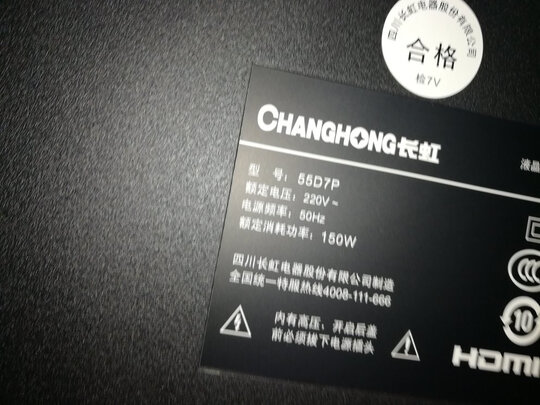 四川长虹电器股份有限公司
合格
检7V
CHANGHONG长虹
液晶
型 号：55D7P
额定电压：220V~
电源频率：50Hz
额定消耗功率：150W
四川长虹电器股份有限公司制造
全国统一特服热线4008-111-666
内有高压，开启后盖
前必须拔下电源插头
CCC
10
HDMI